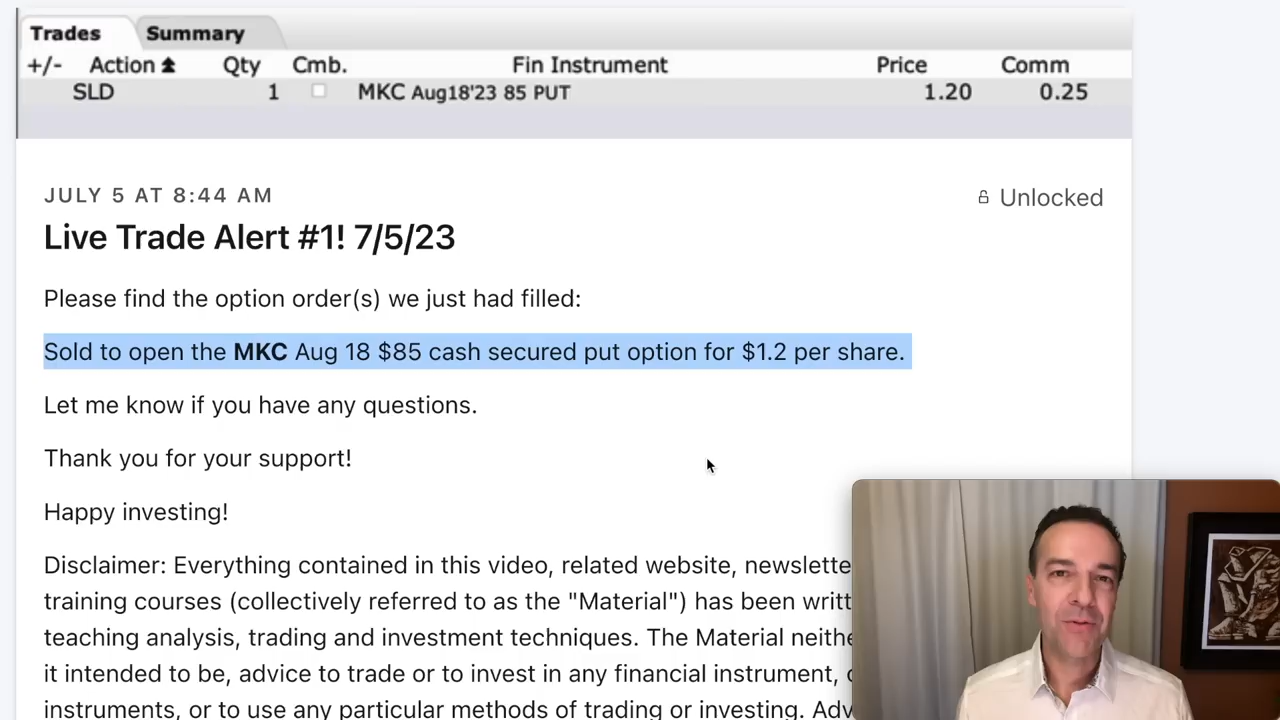 Trades Summary
+/- Action Qty Cmb. Fin Instrument Price Comm
SLD 1 MKC Aug18'23 85 PUT 1.20 0.25
JULY 5 AT 8:44 AM
Unlocked
Live Trade Alert #1! 7/5/23
Please find the option order(s) we just had filled:
Sold to open the MKC Aug 18 $85 cash secured put option for $1.2 per share.
Let me know if you have any questions.
Thank you for your support!
Happy investing!
Disclaimer: Everything contained in this video, related website, newslette
training courses (collectively referred to as the "Material") has been writt
teaching analysis, trading and investment techniques. The Material neithe
it intended to be, advice to trade or to invest in any financial instrument,
instruments, or to use any particular methods of trading or investing. Adv